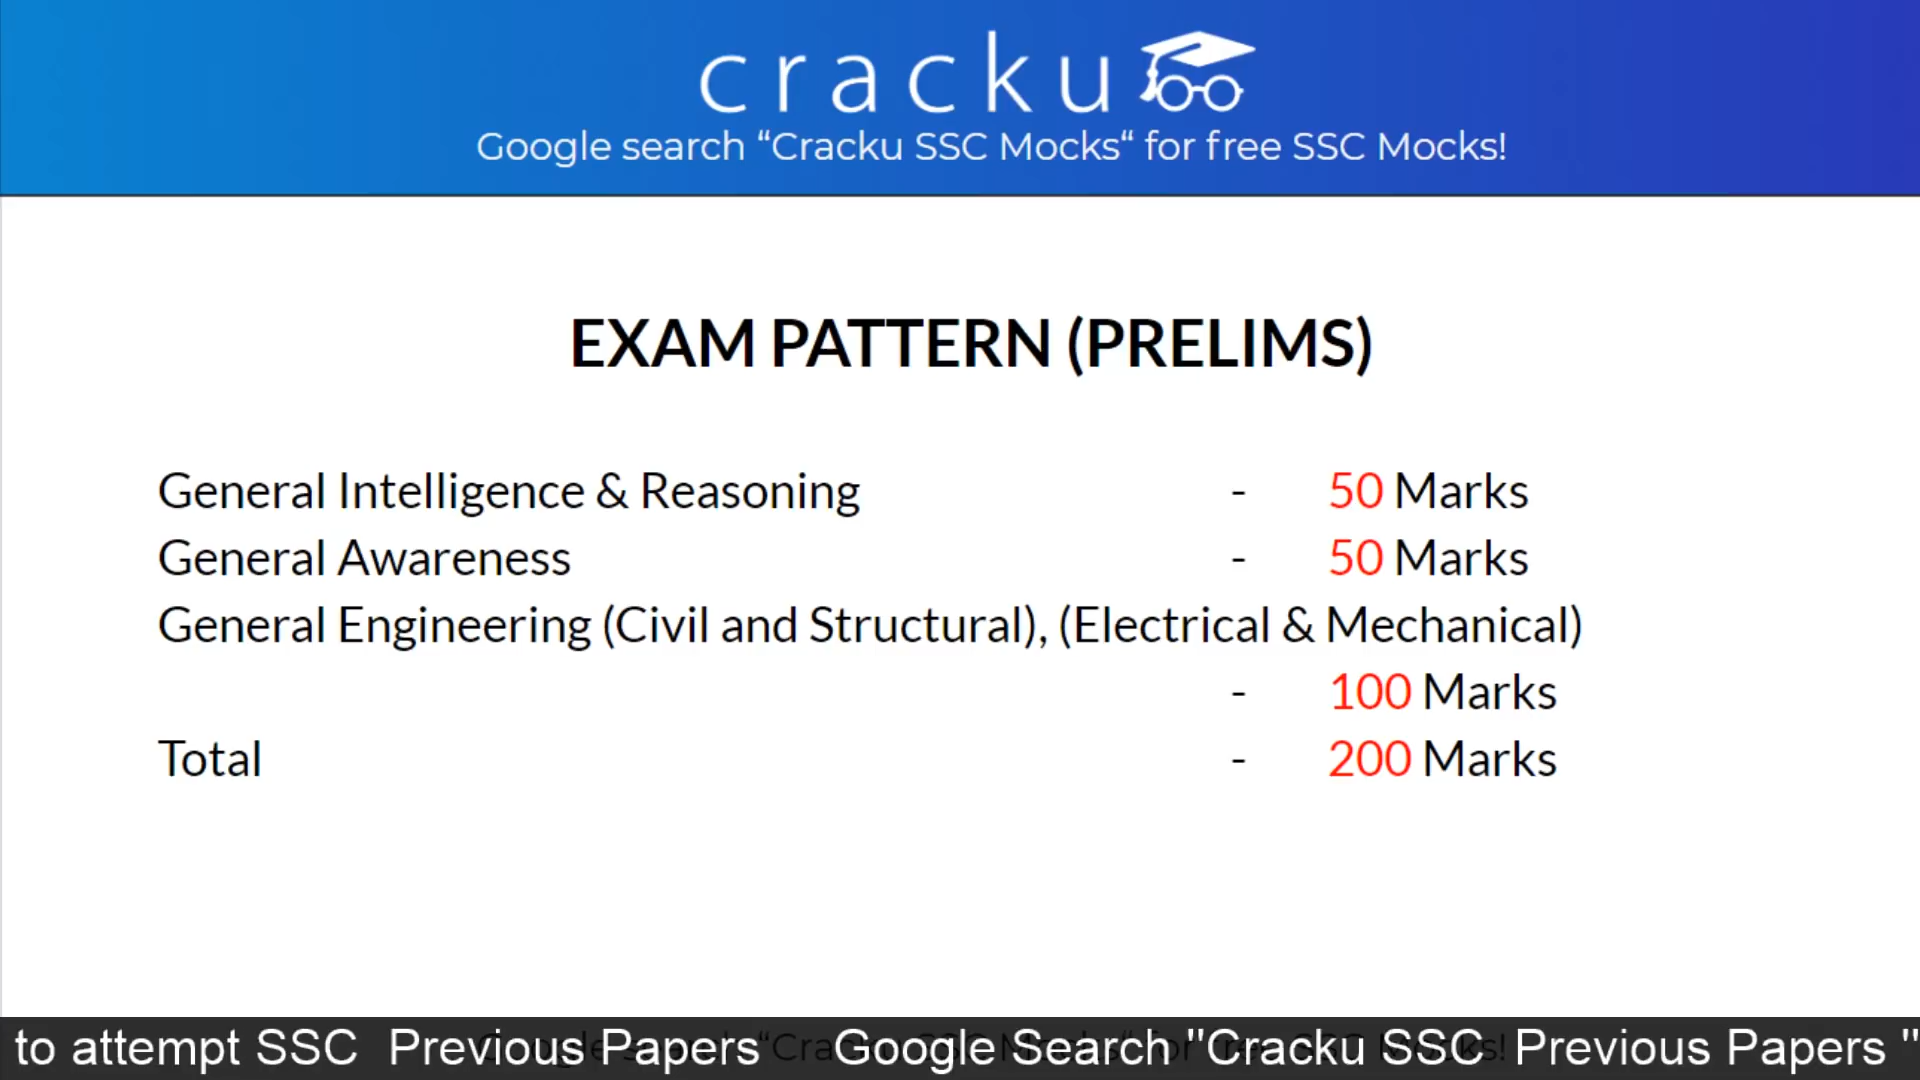 cracku
Google search “Cracku SSC Mocks“ for free SSC Mocks!
EXAM PATTERN (PRELIMS)
General Intelligence & Reasoning - 50 Marks
General Awareness - 50 Marks
General Engineering (Civil and Structural), (Electrical & Mechanical)
- 100 Marks
Total - 200 Marks
to attempt SSC Previous Papers Google Search "Cracku SSC Previous Papers "